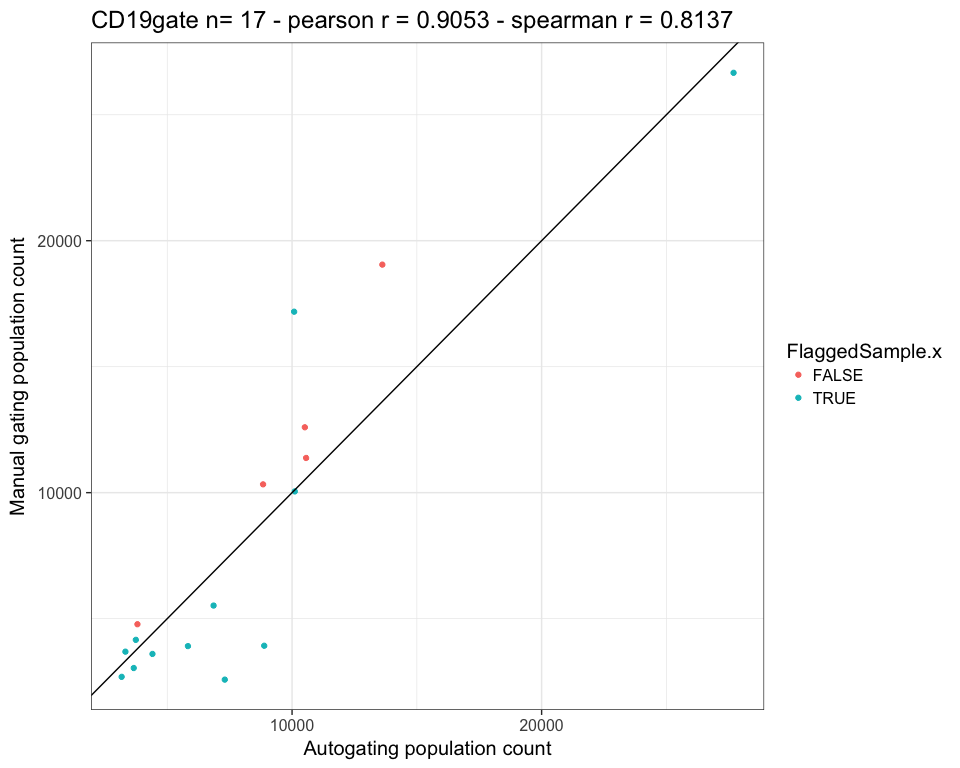 CD19gate n= 17 - pearson r = 0.9053 - spearman r = 0.8137
Manual gating population count
20000
10000
10000
20000
Autogating population count
FlaggedSample.x
FALSE
TRUE